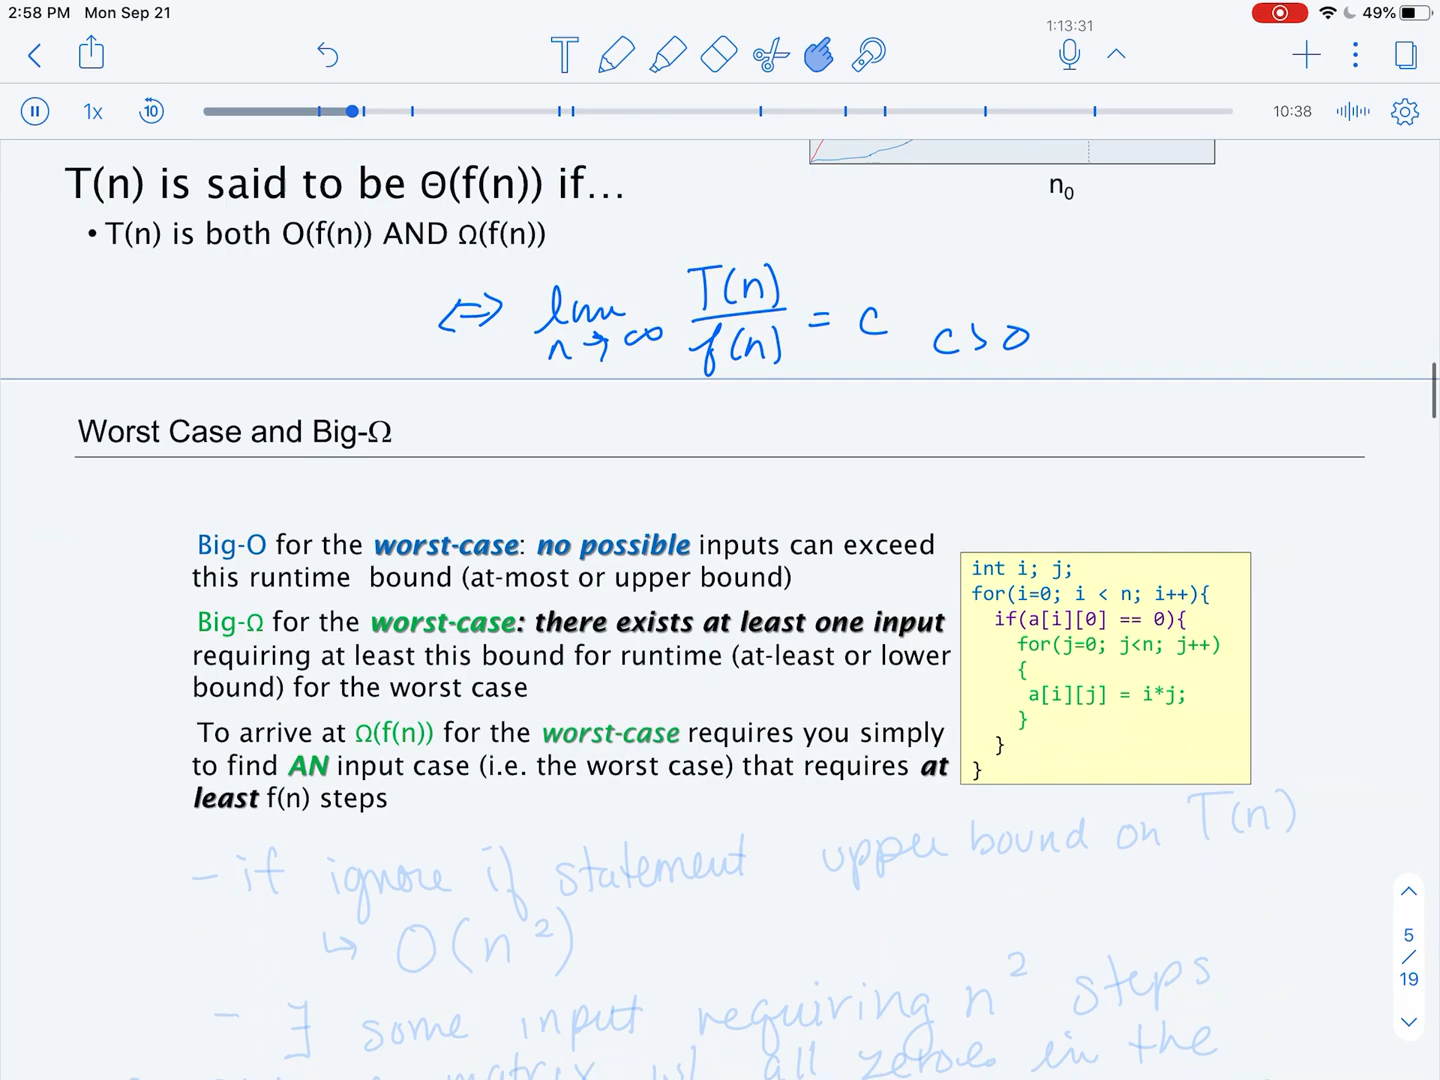 2:58 PM Mon Sep 21
49%
1:13:31
T
1x
10
10:38
n0
T(n) is said to be Θ(f(n)) if...
• T(n) is both O(f(n)) AND Ω(f(n))
⇔ lim n→∞ T(n)/f(n) = c c > 0
Worst Case and Big-Ω
Big-O for the worst-case: no possible inputs can exceed
this runtime bound (at-most or upper bound)
Big-Ω for the worst-case: there exists at least one input
requiring at least this bound for runtime (at-least or lower
bound) for the worst case
To arrive at Ω(f(n)) for the worst-case requires you simply
to find AN input case (i.e. the worst case) that requires at
least f(n) steps
int i; j;
for(i=0; i < n; i++){
if(a[i][0] == 0){
for(j=0; j<n; j++)
{
a[i][j] = i*j;
}
}
}
- if ignore if statement upper bound on T(n)
↳ O(n²)
- ∃ some input requiring n² steps
matrix w/ all zeroes in the
5
/
19